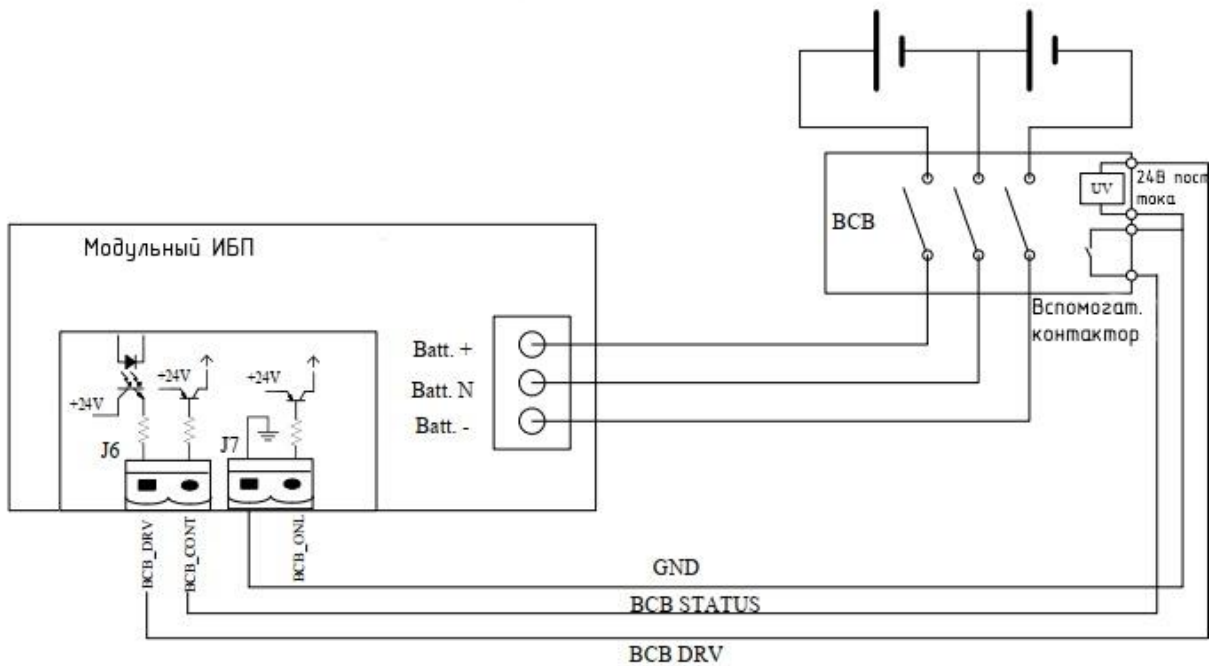 Модульный ИБП
BCB
UV
24В пост
тока
Вспомогат.
контактор
Batt. +
Batt. N
Batt. -
+24V
+24V
+24V
J6
J7
BCB_DRV
BCB_CONT
BCB_ONL
GND
BCB STATUS
BCB DRV